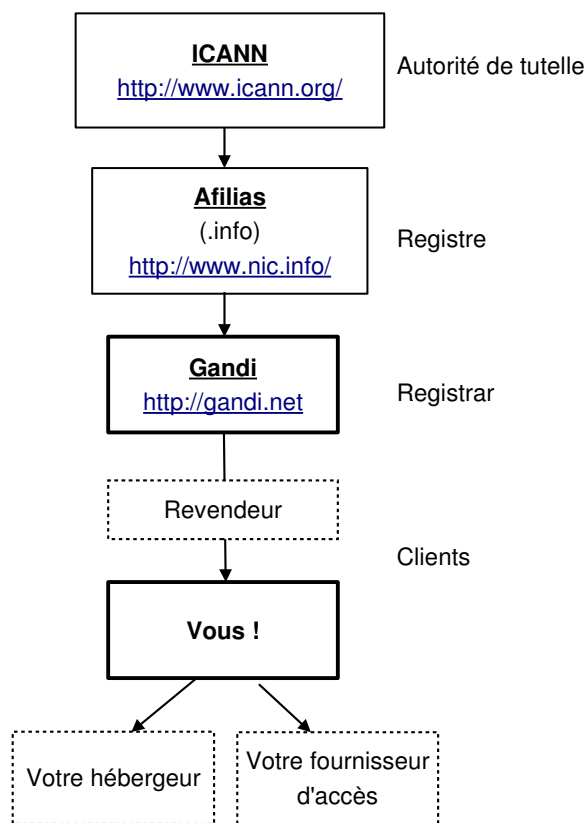 ICANN
http://www.icann.org/
Autorité de tutelle
Afilias
(.info)
http://www.nic.info/
Registre
Gandi
http://gandi.net
Registrar
Revendeur
Clients
Vous !
Votre hébergeur
Votre fournisseur
d'accès